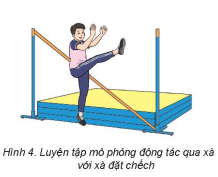 Hình 4. Luyện tập mô phỏng động tác qua xà
với xà đặt chếch